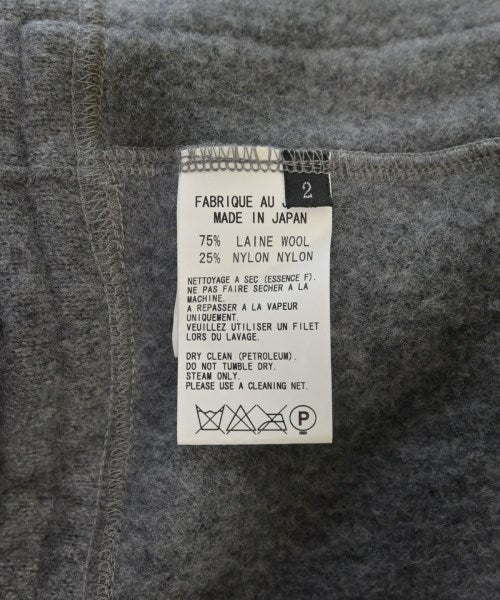 2
FABRIQUE AU J
MADE IN JAPAN
75% LAINE WOOL
25% NYLON NYLON
NETTOYAGE A SEC (ESSENCE F).
NE PAS FAIRE SECHER A LA
MACHINE.
A REPASSER A LA VAPEUR
UNIQUEMENT.
VEUILLEZ UTILISER UN FILET
LORS DU LAVAGE.
DRY CLEAN (PETROLEUM).
DO NOT TUMBLE DRY.
STEAM ONLY.
PLEASE USE A CLEANING NET.
P